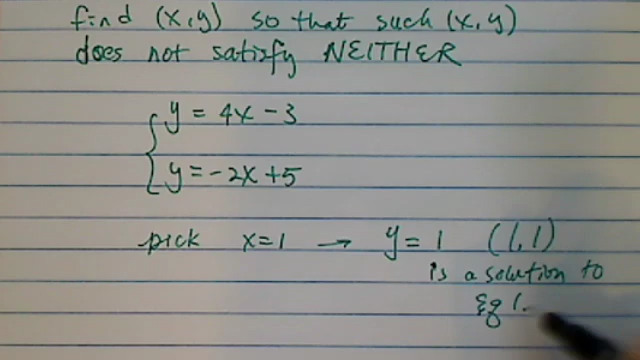 find (x,y) so that such (x,y)
does not satisfy NEITHER
y = 4x - 3
y = -2x + 5
pick x=1 → y = 1 (1,1)
is a solution to
Eq 1.